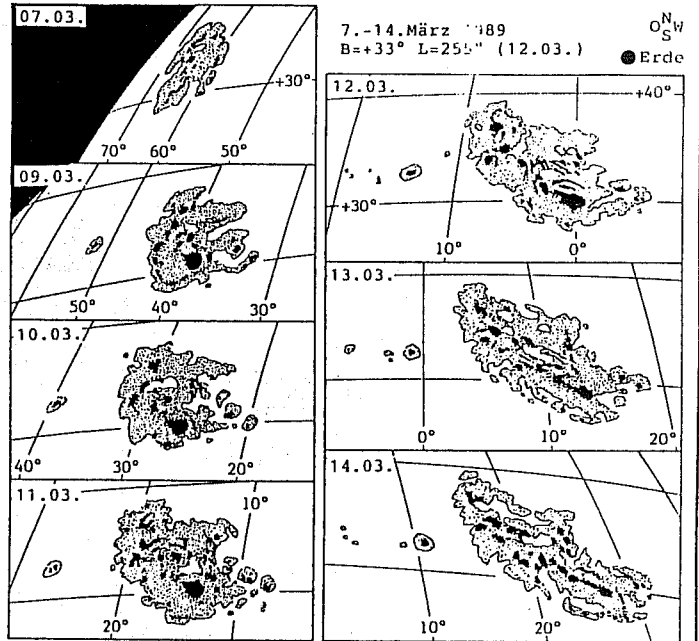 07.03.
+30°
70° 60° 50°
09.03.
50° 40° 30°
10.03.
40° 30° 20°
11.03. 10°
20°
7.-14.März 1989
B=+33° L=255° (12.03.)
N
O W
S
Erde
12.03. +40°
+30°
10° 0°
13.03.
0° 10° 20°
14.03.
10° 20°